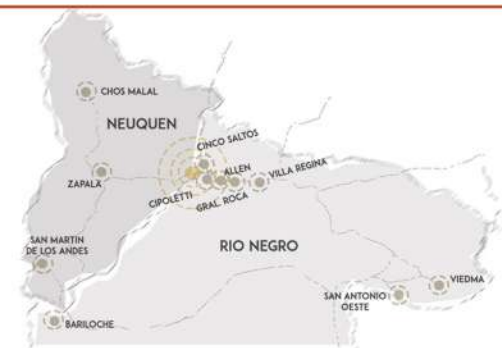 CHOS MALAL
NEUQUEN
CINCO SALTOS
ZAPALA
ALLEN
VILLA REGINA
CIPOLETTI
GRAL. ROCA
SAN MARTIN
DE LOS ANDES
RIO NEGRO
VIEDMA
SAN ANTONIO
OESTE
BARILOCHE